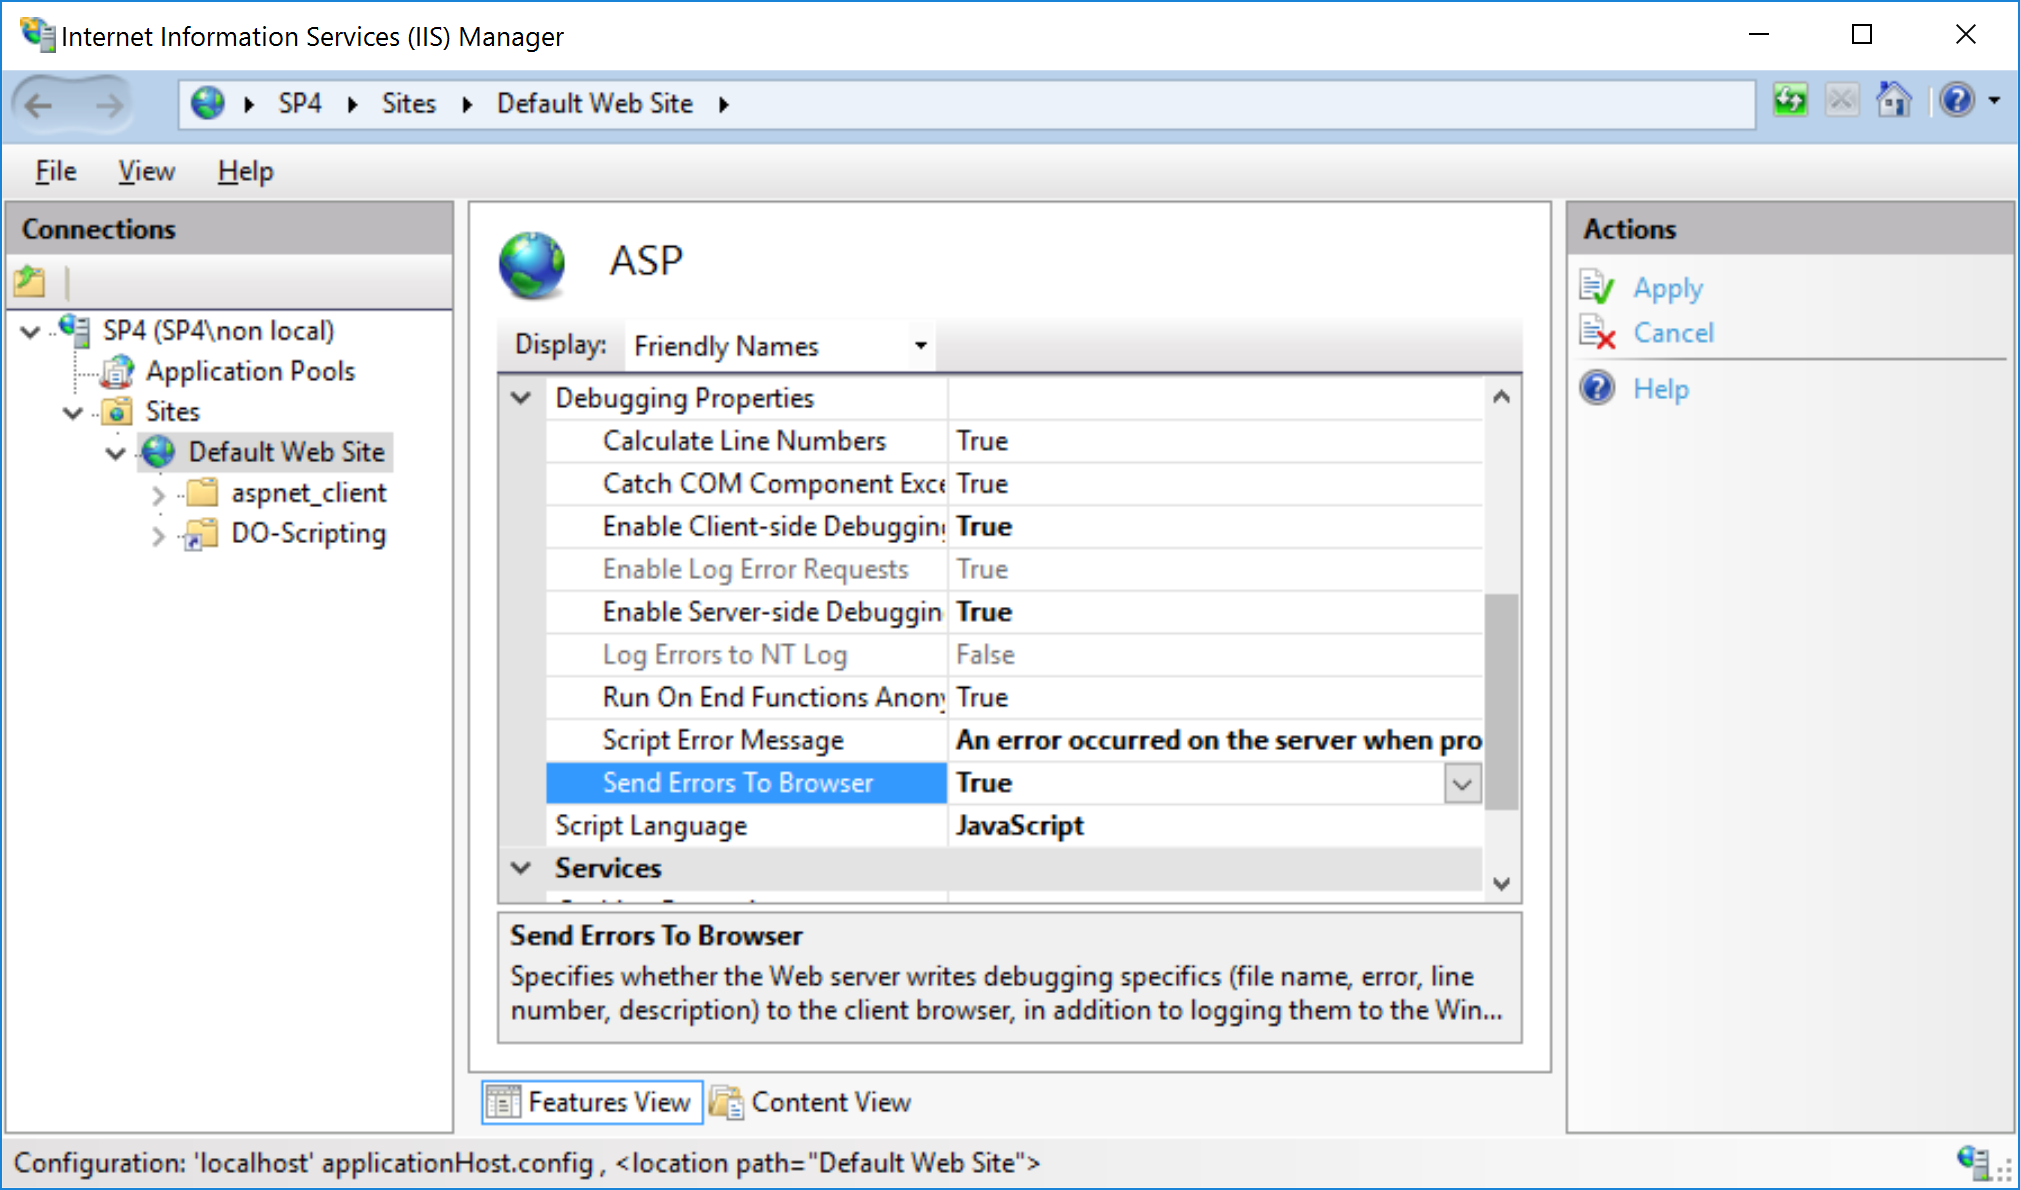 Internet Information Services (IIS) Manager
SP4 Sites Default Web Site
File View Help
Connections
SP4 (SP4\non local)
Application Pools
Sites
Default Web Site
aspnet_client
DO-Scripting
ASP
Display: Friendly Names
Debugging Properties
Calculate Line Numbers True
Catch COM Component Exce True
Enable Client-side Debugging True
Enable Log Error Requests True
Enable Server-side Debuggin True
Log Errors to NT Log False
Run On End Functions Anony True
Script Error Message An error occurred on the server when pro
Send Errors To Browser True
Script Language JavaScript
Services
Send Errors To Browser
Specifies whether the Web server writes debugging specifics (file name, error, line
number, description) to the client browser, in addition to logging them to the Win...
Features View Content View
Actions
Apply
Cancel
Help
Configuration: 'localhost' applicationHost.config , <location path="Default Web Site">